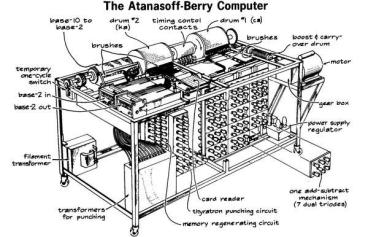 The Atanasoff-Berry Computer
base-10 to
base-2
drum #2
(ka)
timing contol
contacts
drum #1 (ca)
brushes
brushes
boost & carry-
over drum
motor
temporary
one-cycle
switch
base-2 in
base-2 out
gear box
power supply
regulator
filament
transformer
card reader
thyratron punching circuit
memory regenerating circuit
transformers
for punching
one add-subtract
mechanism
(7 dual triodes)